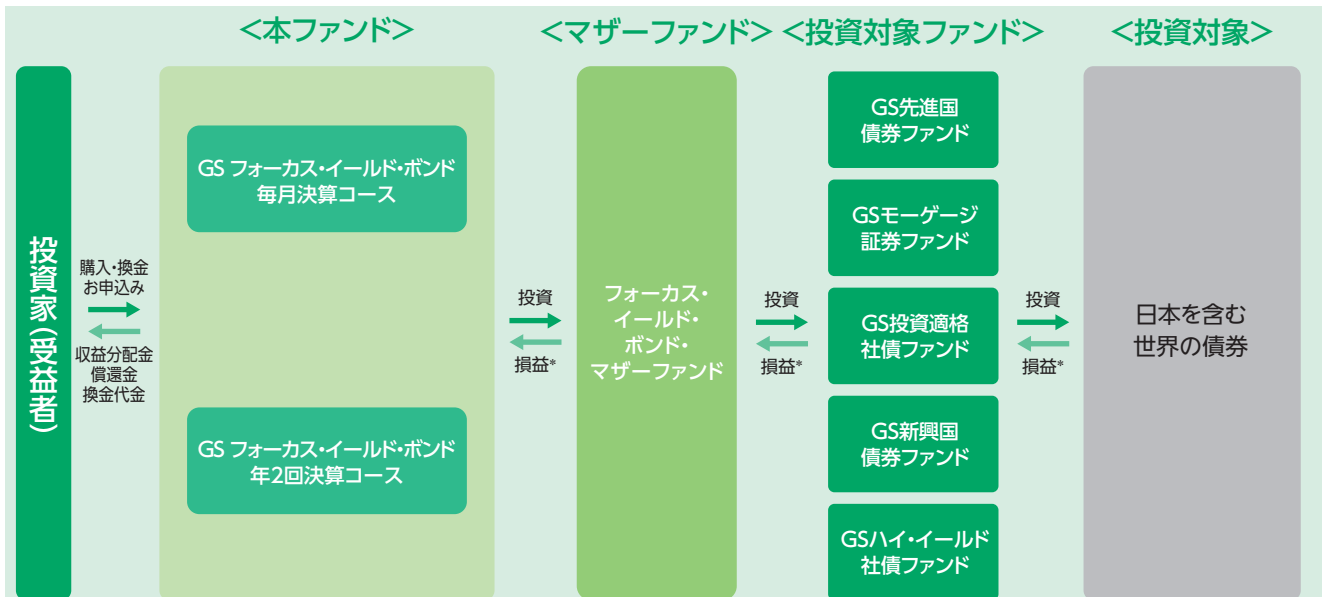 ＜本ファンド＞
＜マザーファンド＞
＜投資対象ファンド＞
＜投資対象＞
投資家(受益者)
購入・換金
お申込み
収益分配金
償還金
換金代金
GS フォーカス・イールド・ボンド
毎月決算コース
GS フォーカス・イールド・ボンド
年2回決算コース
投資
損益*
フォーカス・
イールド・
ボンド・
マザーファンド
投資
損益*
GS先進国
債券ファンド
GSモーゲージ
証券ファンド
GS投資適格
社債ファンド
GS新興国
債券ファンド
GSハイ・イールド
社債ファンド
投資
損益*
日本を含む
世界の債券